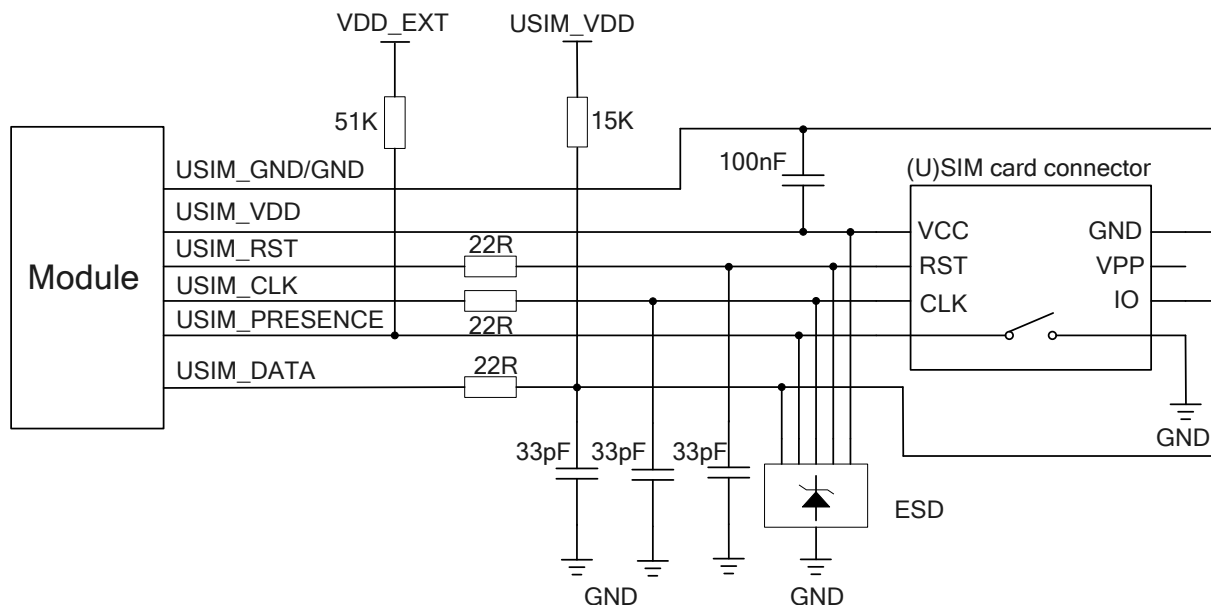 VDD_EXT USIM_VDD
51K 15K
100nF (U)SIM card connector
USIM_GND/GND
USIM_VDD
VCC GND
22R
USIM_RST
RST VPP
Module
USIM_CLK
CLK IO
USIM_PRESENCE 22R
USIM_DATA 22R
GND
33pF 33pF 33pF
ESD
GND GND